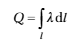 Q = ∫_l λ dl